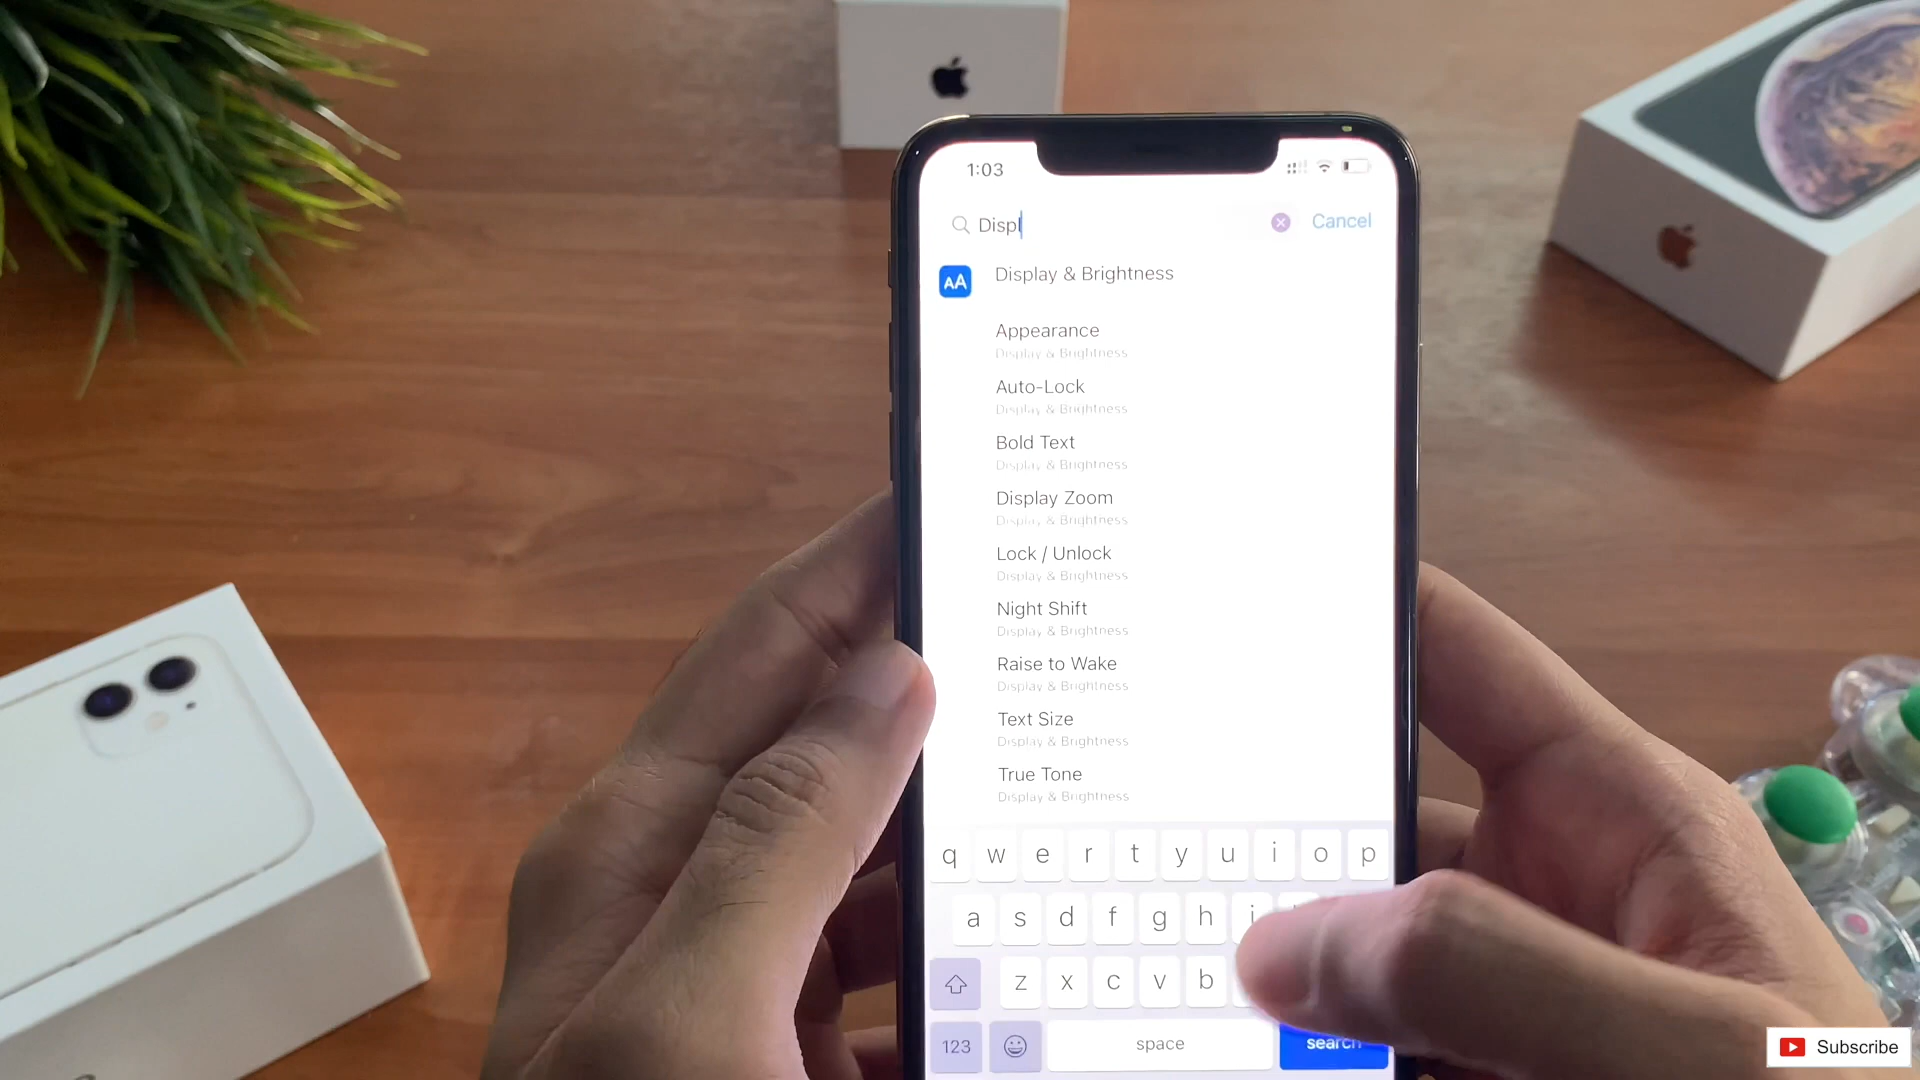 1:03
Displ
Cancel
AA
Display & Brightness
Appearance
Display & Brightness
Auto-Lock
Display & Brightness
Bold Text
Display & Brightness
Display Zoom
Display & Brightness
Lock / Unlock
Display & Brightness
Night Shift
Display & Brightness
Raise to Wake
Display & Brightness
Text Size
Display & Brightness
True Tone
Display & Brightness
q w e r t y u i o p
a s d f g h j
z x c v b
123 space search
Subscribe